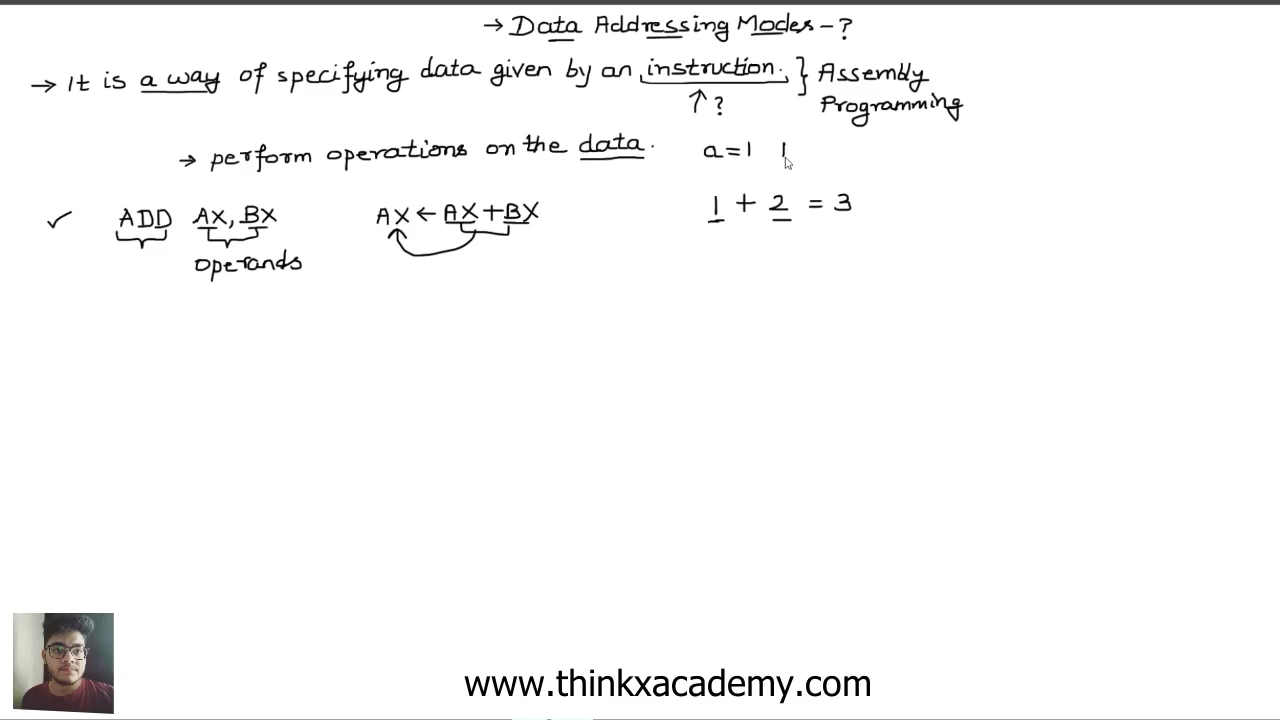 → Data Addressing Modes - ?
→ It is a way of specifying data given by an instruction. } Assembly Programming
↑ ?
→ perform operations on the data. a=1 1
✓ ADD AX, BX AX ← AX + BX 1 + 2 = 3
operands
www.thinkxacademy.com